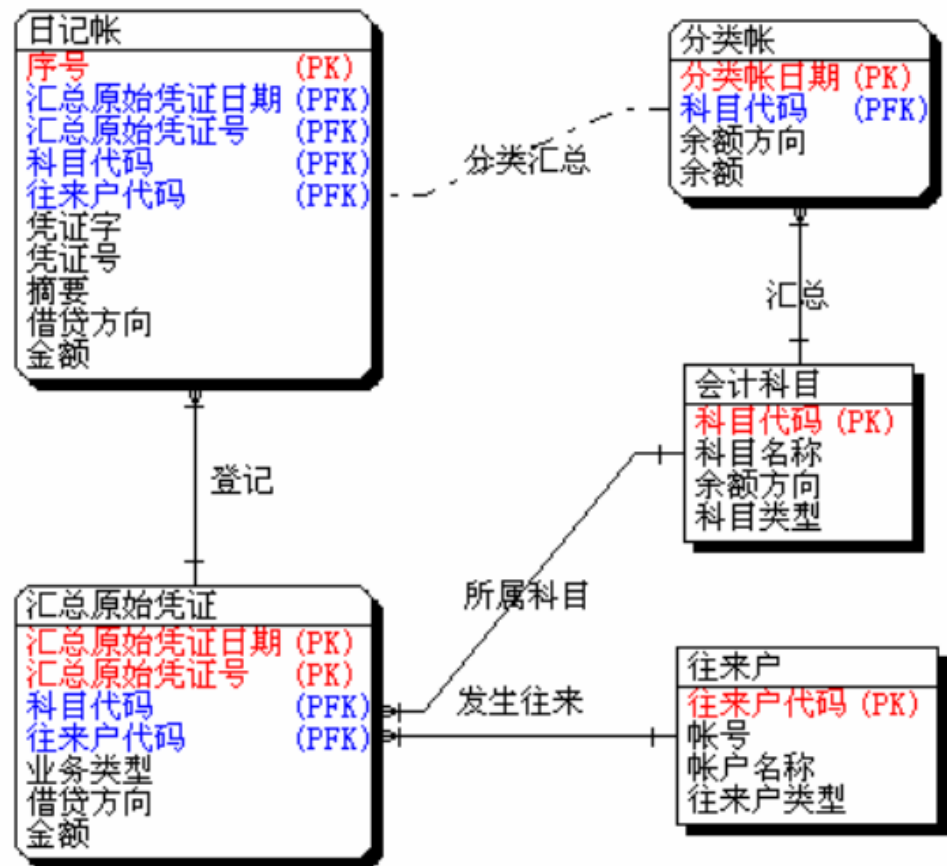 日记帐
序号 (PK)
汇总原始凭证日期 (PFK)
汇总原始凭证号 (PFK)
科目代码 (PFK)
往来户代码 (PFK)
凭证字
凭证号
摘要
借贷方向
金额
分类汇总
分类帐
分类帐日期 (PK)
科目代码 (PFK)
余额方向
余额
汇总
会计科目
科目代码 (PK)
科目名称
余额方向
科目类型
登记
所属科目
汇总原始凭证
汇总原始凭证日期 (PK)
汇总原始凭证号 (PK)
科目代码 (PFK)
往来户代码 (PFK)
业务类型
借贷方向
金额
发生往来
往来户
往来户代码 (PK)
帐号
帐户名称
往来户类型